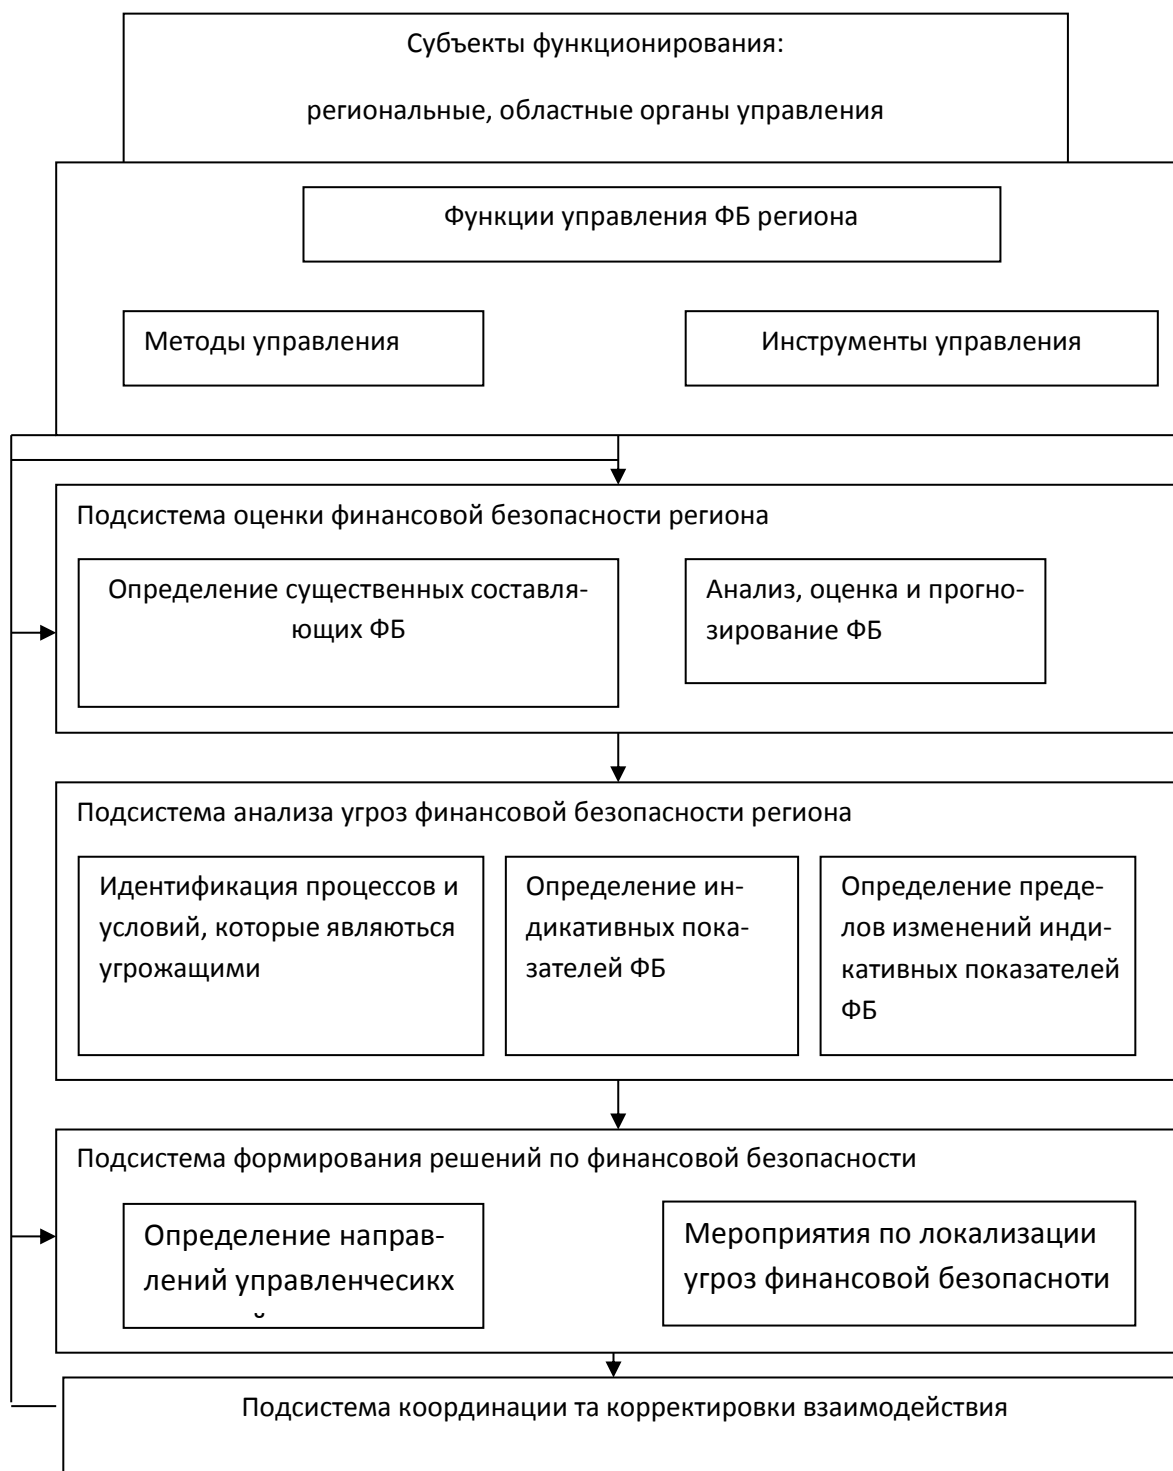 Субъекты функционирования:
региональные, областные органы управления
Функции управления ФБ региона
Методы управления
Инструменты управления
Подсистема оценки финансовой безопасности региона
Определение существенных составля-
ющих ФБ
Анализ, оценка и прогно-
зирование ФБ
Подсистема анализа угроз финансовой безопасности региона
Идентификация процессов и
условий, которые являються
угрожащими
Определение ин-
дикативных пока-
зателей ФБ
Определение преде-
лов изменений инди-
кативных показателей
ФБ
Подсистема формирования решений по финансовой безопасности
Определение направ-
лений управленчесикх
Мероприятия по локализации
угроз финансовой безопасноти
Подсистема координации та корректировки взаимодействия